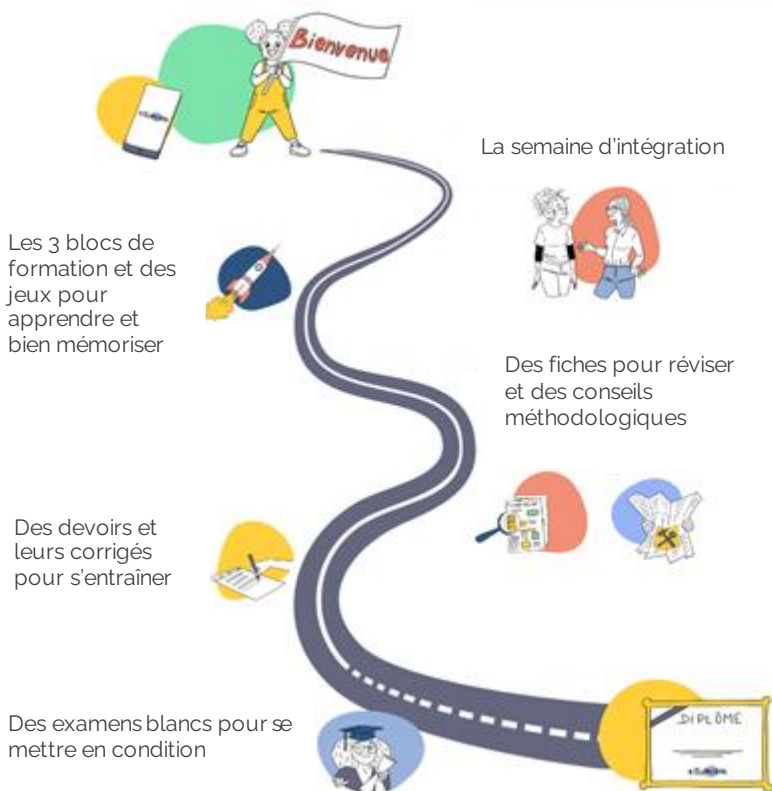 Bienvenue
La semaine d'intégration
Les 3 blocs de
formation et des
jeux pour
apprendre et
bien mémoriser
Des fiches pour réviser
et des conseils
méthodologiques
Des devoirs et
leurs corrigés
pour s'entraîner
Des examens blancs pour se
mettre en condition
DIPLÔME